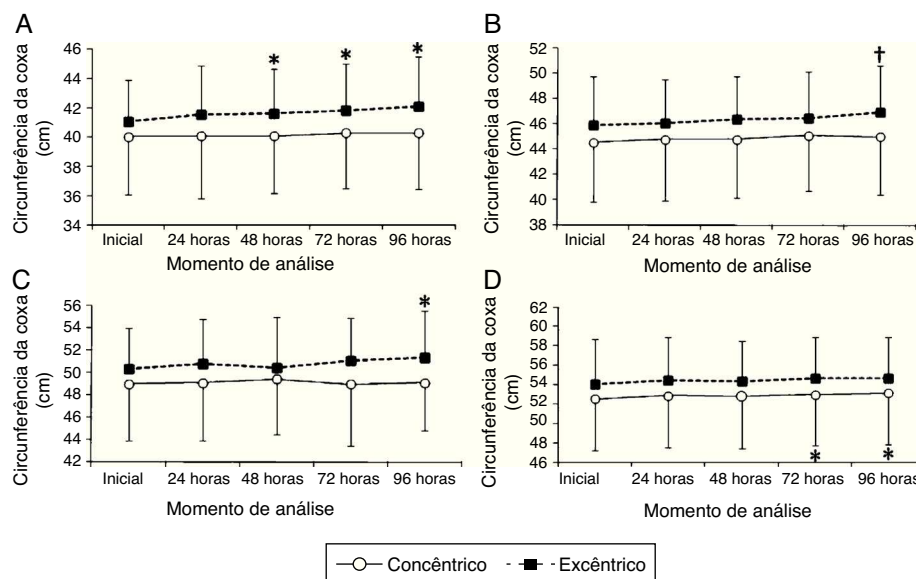 A
Circunferência da coxa
(cm)
46
44
42
40
38
36
34
* * *
Inicial 24 horas 48 horas 72 horas 96 horas
Momento de análise
B
Circunferência da coxa
(cm)
52
50
48
46
44
42
40
38
†
Inicial 24 horas 48 horas 72 horas 96 horas
Momento de análise
C
Circunferência da coxa
(cm)
56
54
52
50
48
46
44
42
*
Inicial 24 horas 48 horas 72 horas 96 horas
Momento de análise
D
Circunferência da coxa
(cm)
62
60
58
56
54
52
50
48
46
* *
Inicial 24 horas 48 horas 72 horas 96 horas
Momento de análise
Concêntrico Excêntrico